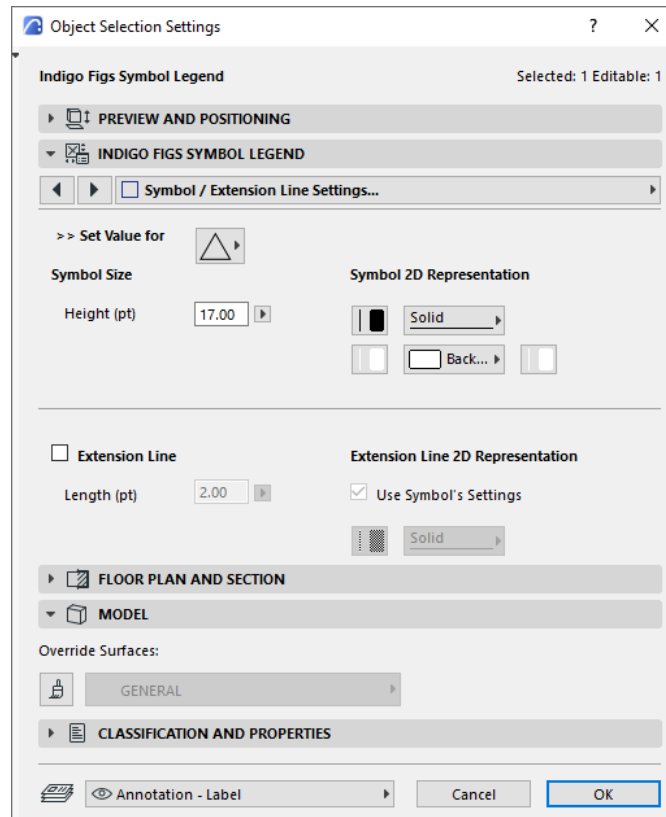 Object Selection Settings ?
Indigo Figs Symbol Legend Selected: 1 Editable: 1
PREVIEW AND POSITIONING
INDIGO FIGS SYMBOL LEGEND
Symbol / Extension Line Settings...
>> Set Value for
Symbol Size Symbol 2D Representation
Height (pt) 17.00 Solid
Back...
Extension Line Extension Line 2D Representation
Length (pt) 2.00 Use Symbol's Settings
Solid
FLOOR PLAN AND SECTION
MODEL
Override Surfaces:
GENERAL
CLASSIFICATION AND PROPERTIES
Annotation - Label Cancel OK